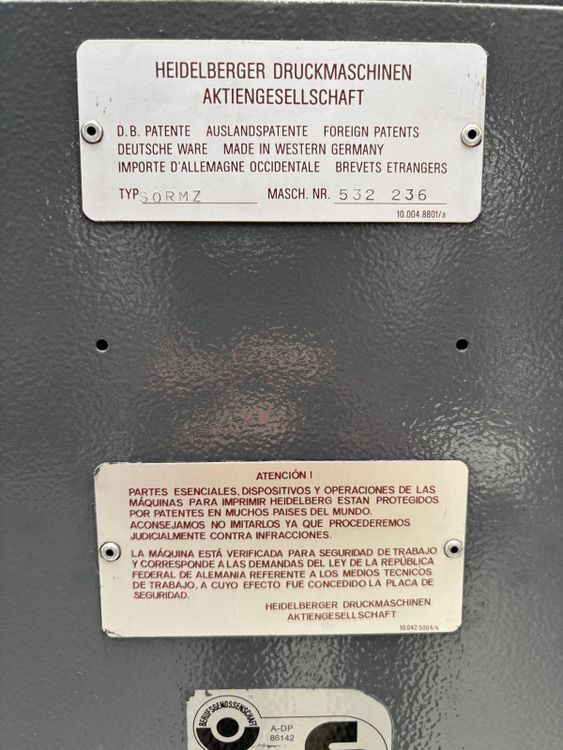 HEIDELBERGER DRUCKMASCHINEN
AKTIENGESELLSCHAFT
D.B. PATENTE AUSLANDSPATENTE FOREIGN PATENTS
DEUTSCHE WARE MADE IN WESTERN GERMANY
IMPORTE D'ALLEMAGNE OCCIDENTALE BREVETS ETRANGERS
TYP SORMZ MASCH. NR. 532 236
10.004.8801/a
ATENCIÓN !
PARTES ESENCIALES, DISPOSITIVOS Y OPERACIONES DE LAS
MÁQUINAS PARA IMPRIMIR HEIDELBERG ESTAN PROTEGIDOS
POR PATENTES EN MUCHOS PAISES DEL MUNDO.
ACONSEJAMOS NO IMITARLOS YA QUE PROCEDEREMOS
JUDICIALMENTE CONTRA INFRACCIONES.
LA MÁQUINA ESTÁ VERIFICADA PARA SEGURIDAD DE TRABAJO
Y CORRESPONDE A LAS DEMANDAS DEL LEY DE LA REPÚBLICA
FEDERAL DE ALEMANIA REFERENTE A LOS MEDIOS TECNICOS
DE TRABAJO, A CUYO EFECTO FUE CONCEDIDO LA PLACA DE
SEGURIDAD.
HEIDELBERGER DRUCKMASCHINEN
AKTIENGESELLSCHAFT
10.042.5004/a
BERUFSGENOSSENSCHAFT
A-DP
85142